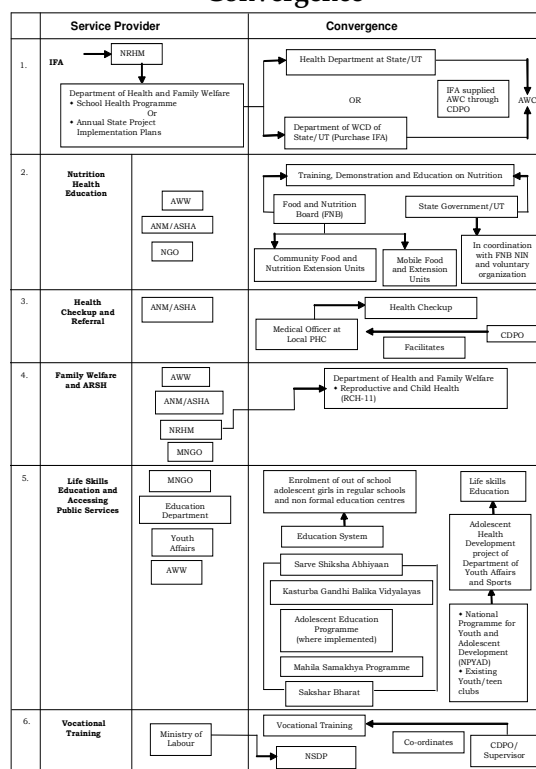 Convergence
Service Provider
Convergence
1.
IFA
NRHM
Department of Health and Family Welfare
• School Health Programme
Or
• Annual State Project
Implementation Plans
Health Department at State/UT
OR
Department of WCD of
State/UT (Purchase IFA)
IFA supplied
AWC through
CDPO
AWC
2.
Nutrition
Health
Education
AWW
ANM/ASHA
NGO
Training, Demonstration and Education on Nutrition
Food and Nutrition
Board (FNB)
State Government/UT
Community Food and
Nutrition Extension Units
Mobile Food
and Extension
Units
In coordination
with FNB NIN
and voluntary
organization
3.
Health
Checkup and
Referral
ANM/ASHA
Health Checkup
Medical Officer at
Local PHC
Facilitates
CDPO
4.
Family Welfare
and ARSH
AWW
ANM/ASHA
NRHM
MNGO
Department of Health and Family Welfare
• Reproductive and Child Health
(RCH-11)
5.
Life Skills
Education and
Accessing
Public Services
MNGO
Education
Department
Youth
Affairs
AWW
Enrolment of out of school
adolescent girls in regular schools
and non formal education centres
Education System
Sarve Shiksha Abhiyaan
Kasturba Gandhi Balika Vidyalayas
Adolescent Education
Programme
(where implemented)
Mahila Samakhya Programme
Sakshar Bharat
Life skills
Education
Adolescent
Health
Development
project of
Department of
Youth Affairs
and Sports
• National
Programme for
Youth and
Adolescent
Development
(NPYAD)
• Existing
Youth/teen
clubs
6.
Vocational
Training
Ministry of
Labour
Vocational Training
NSDP
Co-ordinates
CDPO/
Supervisor